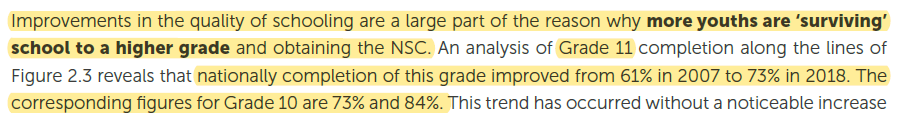 Improvements in the quality of schooling are a large part of the reason why more youths are ‘surviving’
school to a higher grade and obtaining the NSC. An analysis of Grade 11 completion along the lines of
Figure 2.3 reveals that nationally completion of this grade improved from 61% in 2007 to 73% in 2018. The
corresponding figures for Grade 10 are 73% and 84%. This trend has occurred without a noticeable increase